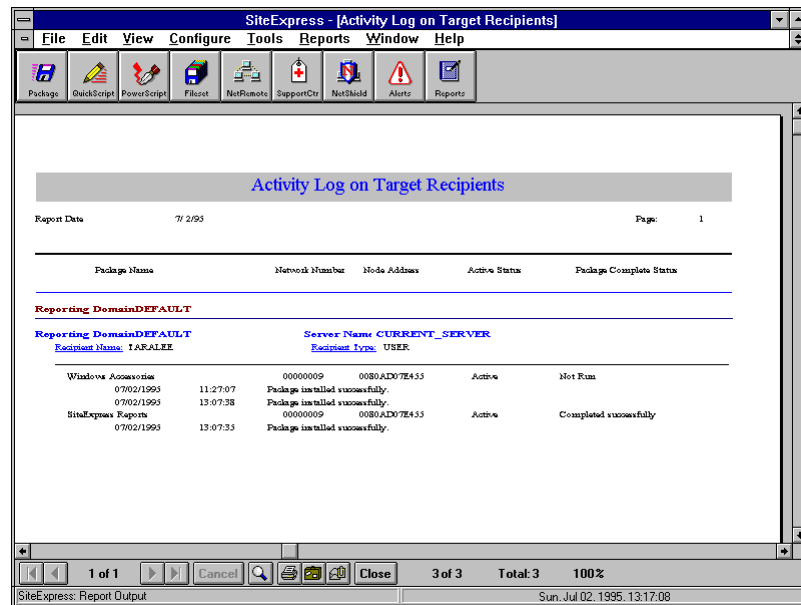 SiteExpress - [Activity Log on Target Recipients]
File Edit View Configure Tools Reports Window Help
Package QuickScript PowerScript Fileset NetRemote SupportCtr NetShield Alerts Reports
Activity Log on Target Recipients
Report Date 7/ 2/95 Page: 1
Package Name Network Number Node Address Active Status Package Complete Status
Reporting DomainDEFAULT
Reporting DomainDEFAULT Server Name CURRENT_SERVER
Recipient Name: TARALEE Recipient Type: USER
Windows Accessories 00000009 0080AD07E455 Active Not Run
07/02/1995 11:27:07 Package installed successfully.
07/02/1995 13:07:38 Package installed successfully.
SiteExpress Reports 00000009 0080AD07E455 Active Completed successfully
07/02/1995 13:07:35 Package installed successfully.
1 of 1 Cancel Close 3 of 3 Total: 3 100%
SiteExpress: Report Output Sun. Jul 02. 1995. 13:17:08